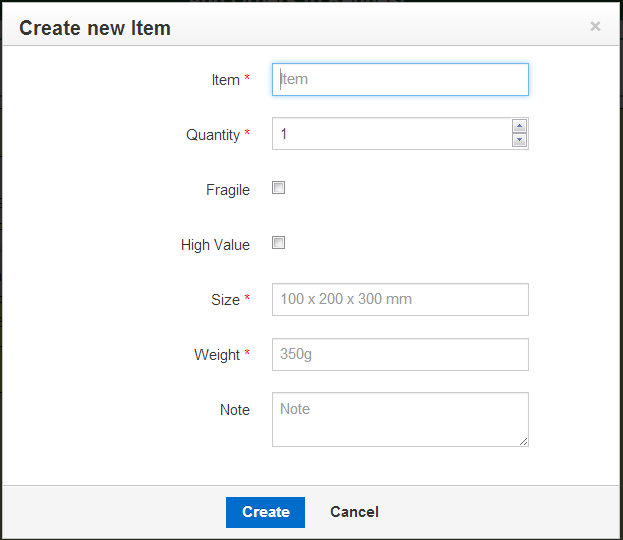 Create new Item ×
Item * Item
Quantity * 1
Fragile
High Value
Size * 100 x 200 x 300 mm
Weight * 350g
Note Note
Create Cancel